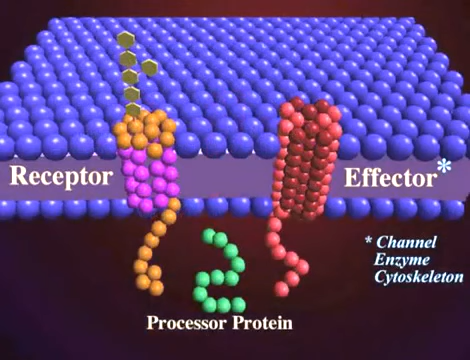 Receptor
Effector*
* Channel
Enzyme
Cytoskeleton
Processor Protein